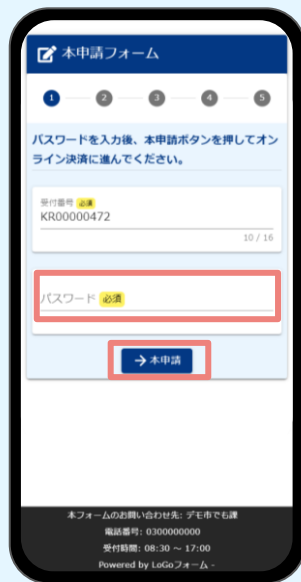 本申請フォーム
1 2 3 4 5
パスワードを入力後、本申請ボタンを押してオン
ライン決済に進んでください。
受付番号 必須
KR00000472
10 / 16
パスワード 必須
→本申請
本フォームのお問い合わせ先: デモ市でも課
電話番号: 0300000000
受付時間: 08:30 ～ 17:00
Powered by LoGoフォーム -